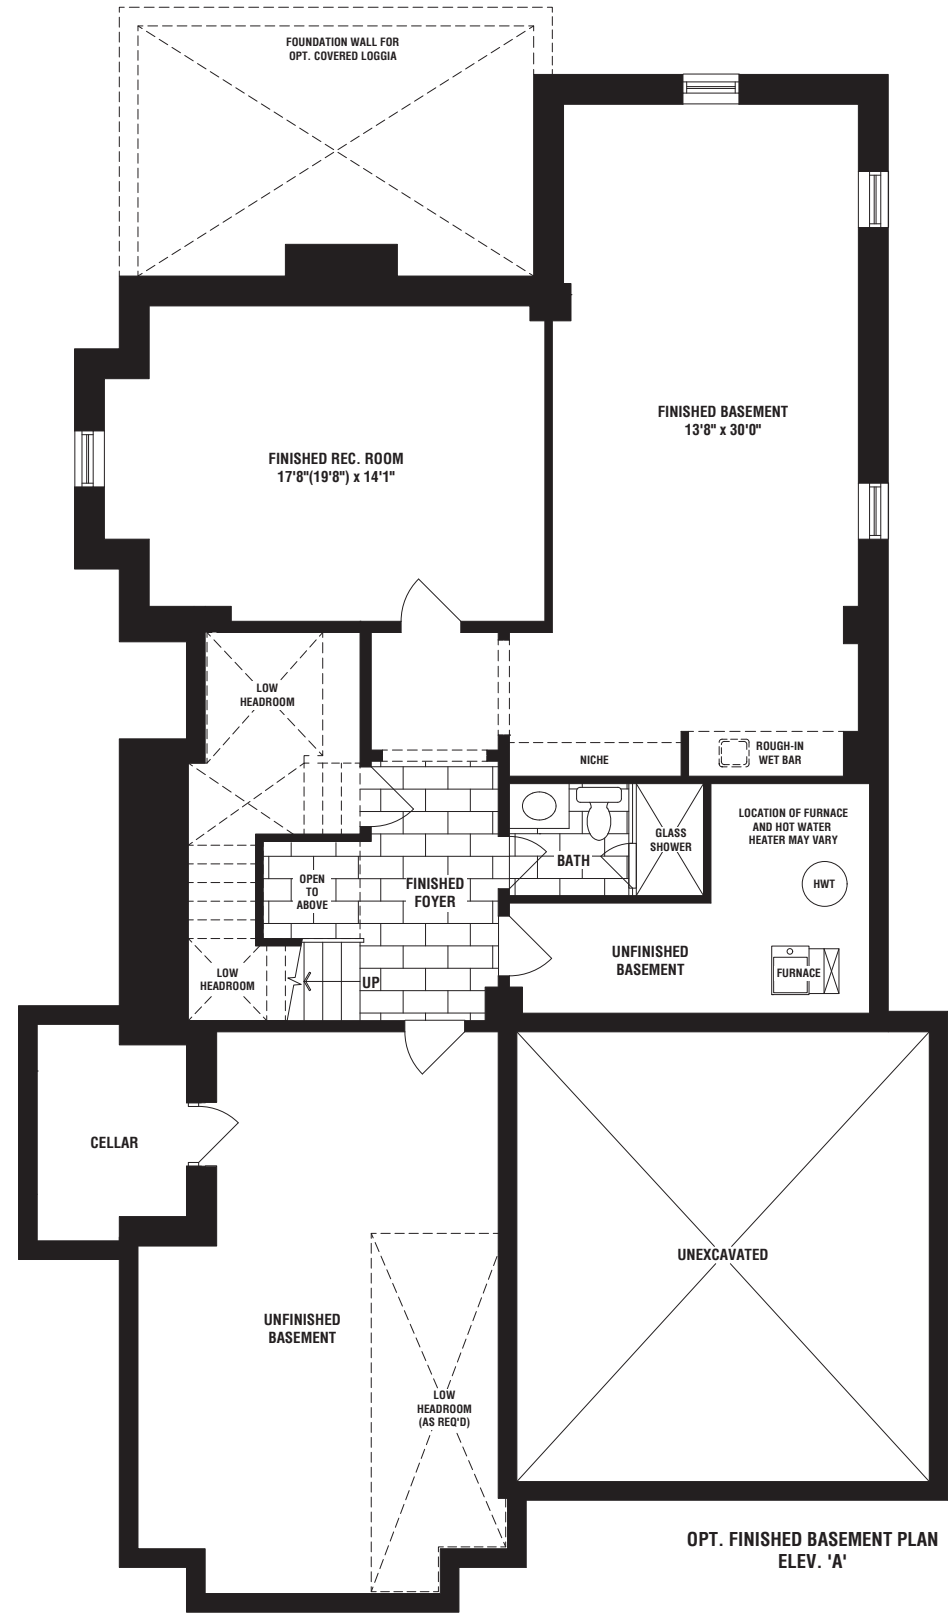 FOUNDATION WALL FOR
OPT. COVERED LOGGIA
FINISHED BASEMENT
13'8" x 30'0"
FINISHED REC. ROOM
17'8"(19'8") x 14'1"
LOW
HEADROOM
NICHE
ROUGH-IN
WET BAR
LOCATION OF FURNACE
AND HOT WATER
HEATER MAY VARY
GLASS
SHOWER
BATH
HWT
OPEN
TO
ABOVE
FINISHED
FOYER
UNFINISHED
BASEMENT
FURNACE
LOW
HEADROOM
UP
CELLAR
UNEXCAVATED
UNFINISHED
BASEMENT
LOW
HEADROOM
(AS REQ'D)
OPT. FINISHED BASEMENT PLAN
ELEV. 'A'